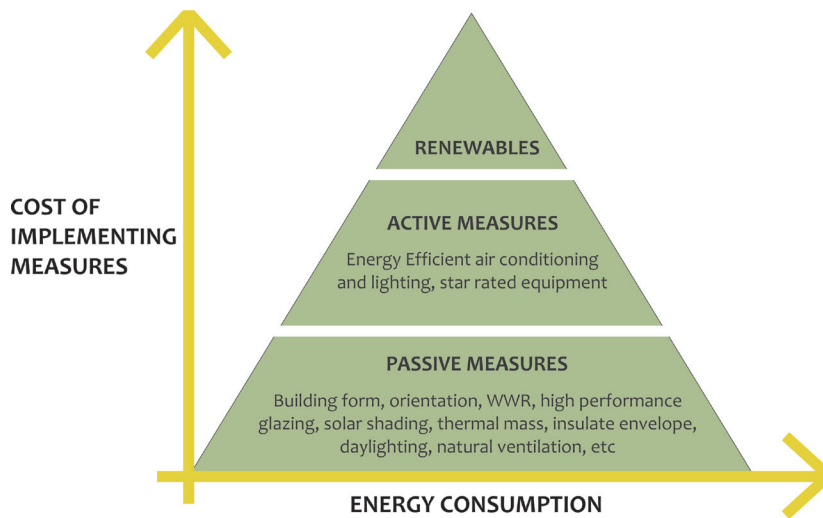 RENEWABLES
COST OF
IMPLEMENTING
MEASURES
ACTIVE MEASURES
Energy Efficient air conditioning
and lighting, star rated equipment
PASSIVE MEASURES
Building form, orientation, WWR, high performance
glazing, solar shading, thermal mass, insulate envelope,
daylighting, natural ventilation, etc
ENERGY CONSUMPTION